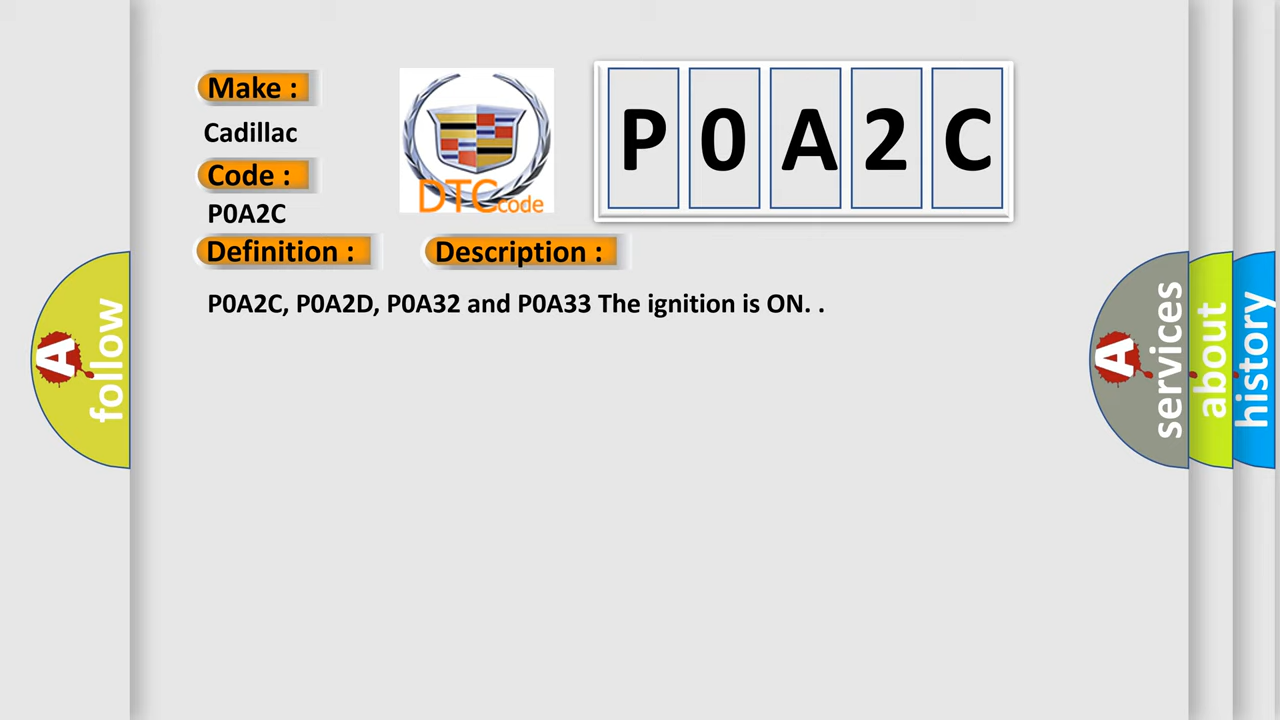 Make :
Cadillac
Code :
P0A2C
Definition :
Description :
P0A2C, P0A2D, P0A32 and P0A33 The ignition is ON. .
DTC code
P 0 A 2 C
A follow
A services
about
history